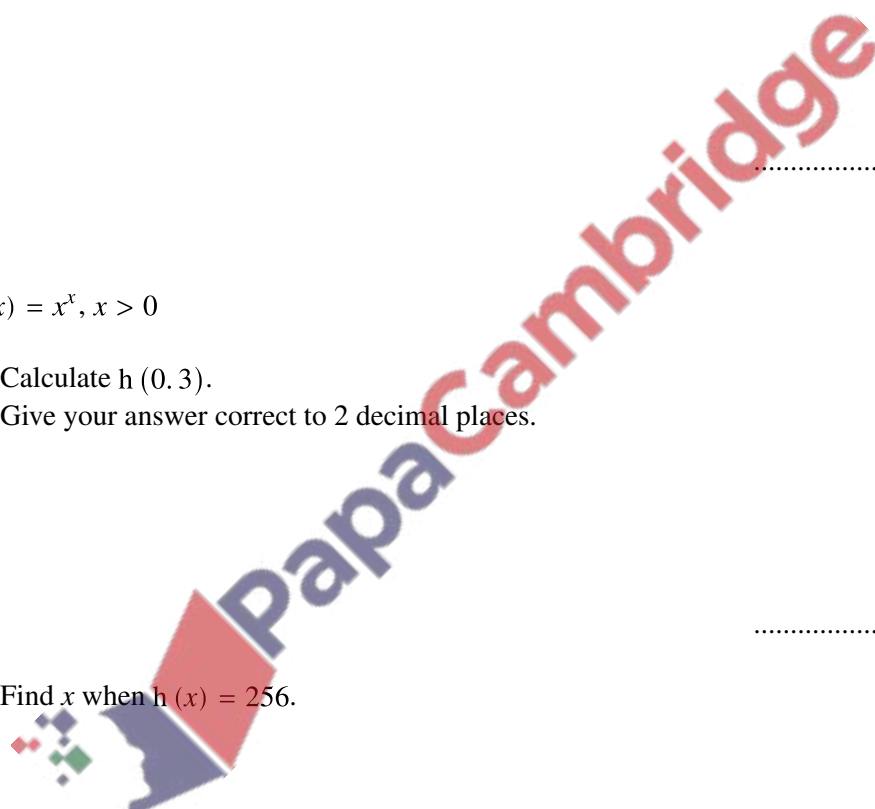 ) = x^x, x > 0
Calculate h (0. 3).
Give your answer correct to 2 decimal places.
Find x when h (x) = 256.
PapaCambridge